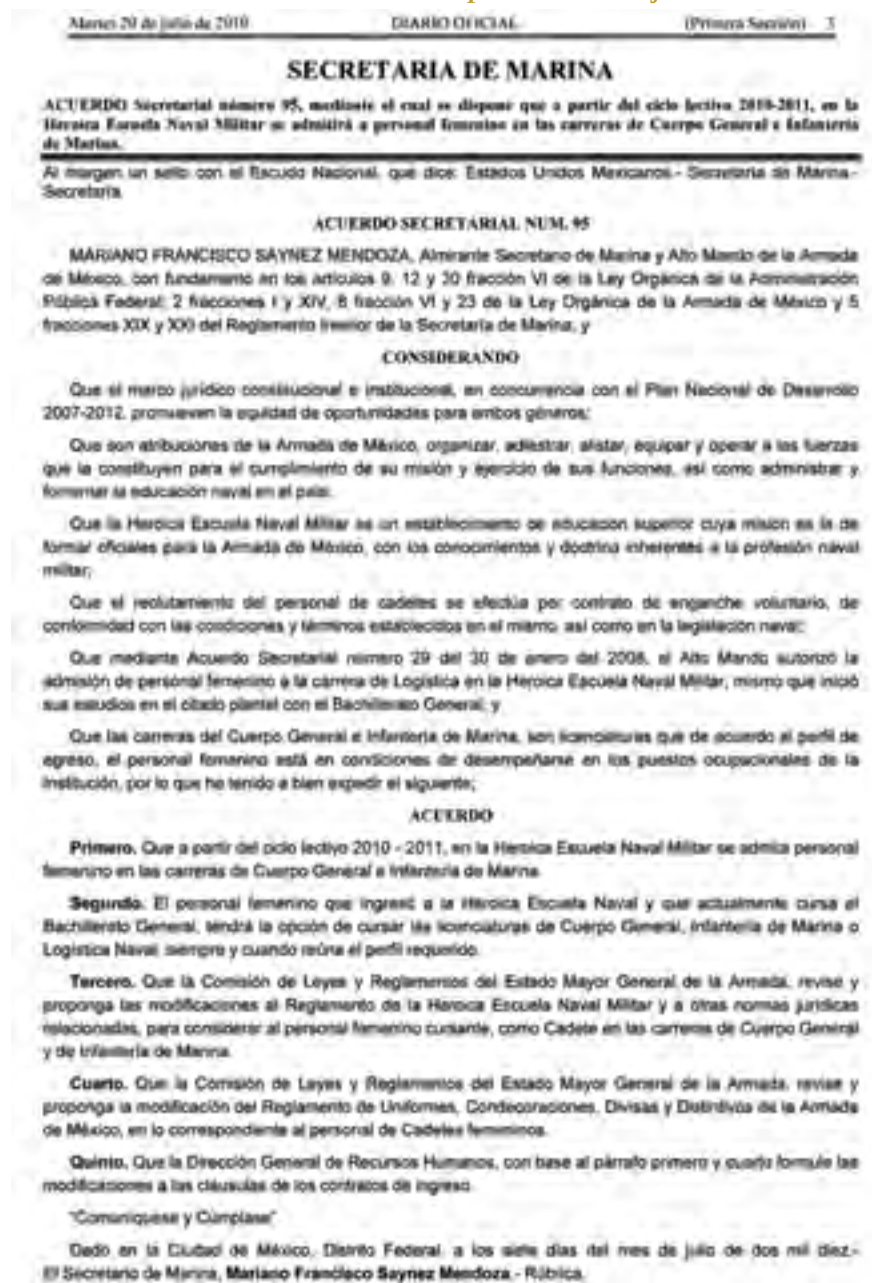 Martes 20 de julio de 2010 DIARIO OFICIAL (Primera Sección) 3
SECRETARIA DE MARINA
ACUERDO Secretarial número 95, mediante el cual se dispone que a partir del ciclo lectivo 2010-2011, en la
Heroica Escuela Naval Militar se admitirá a personal femenino en las carreras de Cuerpo General e Infantería
de Marina.
Al margen un sello con el Escudo Nacional, que dice: Estados Unidos Mexicanos.- Secretaría de Marina.-
Secretaría.
ACUERDO SECRETARIAL NUM. 95
MARIANO FRANCISCO SAYNEZ MENDOZA, Almirante Secretario de Marina y Alto Mando de la Armada
de México, con fundamento en los artículos 9, 12 y 30 fracción VI de la Ley Orgánica de la Administración
Pública Federal; 2 fracciones I y XIV, 8 fracción VI y 23 de la Ley Orgánica de la Armada de México y 5
fracciones XIX y XXI del Reglamento Interior de la Secretaría de Marina, y
CONSIDERANDO
Que el marco jurídico constitucional e institucional, en concurrencia con el Plan Nacional de Desarrollo
2007-2012, promueven la equidad de oportunidades para ambos géneros;
Que son atribuciones de la Armada de México, organizar, adiestrar, alistar, equipar y operar a las fuerzas
que la constituyen para el cumplimiento de su misión y ejercicio de sus funciones, así como administrar y
fomentar la educación naval en el país;
Que la Heroica Escuela Naval Militar es un establecimiento de educación superior cuya misión es la de
formar oficiales para la Armada de México, con los conocimientos y doctrina inherentes a la profesión naval
militar;
Que el reclutamiento del personal de cadetes se efectúa por contrato de enganche voluntario, de
conformidad con las condiciones y términos establecidos en el mismo, así como en la legislación naval;
Que mediante Acuerdo Secretarial número 29 del 30 de enero del 2008, el Alto Mando autorizó la
admisión de personal femenino a la carrera de Logística en la Heroica Escuela Naval Militar, mismo que inició
sus estudios en el citado plantel con el Bachillerato General, y
Que las carreras del Cuerpo General e Infantería de Marina, son licenciaturas que de acuerdo al perfil de
egreso, el personal femenino está en condiciones de desempeñarse en los puestos ocupacionales de la
Institución, por lo que he tenido a bien expedir el siguiente;
ACUERDO
Primero. Que a partir del ciclo lectivo 2010 - 2011, en la Heroica Escuela Naval Militar se admita personal
femenino en las carreras de Cuerpo General e Infantería de Marina.
Segundo. El personal femenino que ingresó a la Heroica Escuela Naval y que actualmente cursa el
Bachillerato General, tendrá la opción de cursar las licenciaturas de Cuerpo General, Infantería de Marina o
Logística Naval, siempre y cuando reúna el perfil requerido.
Tercero. Que la Comisión de Leyes y Reglamentos del Estado Mayor General de la Armada, revise y
proponga las modificaciones al Reglamento de la Heroica Escuela Naval Militar y a otras normas jurídicas
relacionadas, para considerar al personal femenino cursante, como Cadete en las carreras de Cuerpo General
y de Infantería de Marina.
Cuarto. Que la Comisión de Leyes y Reglamentos del Estado Mayor General de la Armada, revise y
proponga la modificación del Reglamento de Uniformes, Condecoraciones, Divisas y Distintivos de la Armada
de México, en lo correspondiente al personal de Cadetes femeninos.
Quinto. Que la Dirección General de Recursos Humanos, con base al párrafo primero y cuarto formule las
modificaciones a las cláusulas de los contratos de ingreso.
"Comuníquese y Cúmplase"
Dado en la Ciudad de México, Distrito Federal, a los siete días del mes de julio de dos mil diez.-
El Secretario de Marina, Mariano Francisco Saynez Mendoza.- Rúbrica.